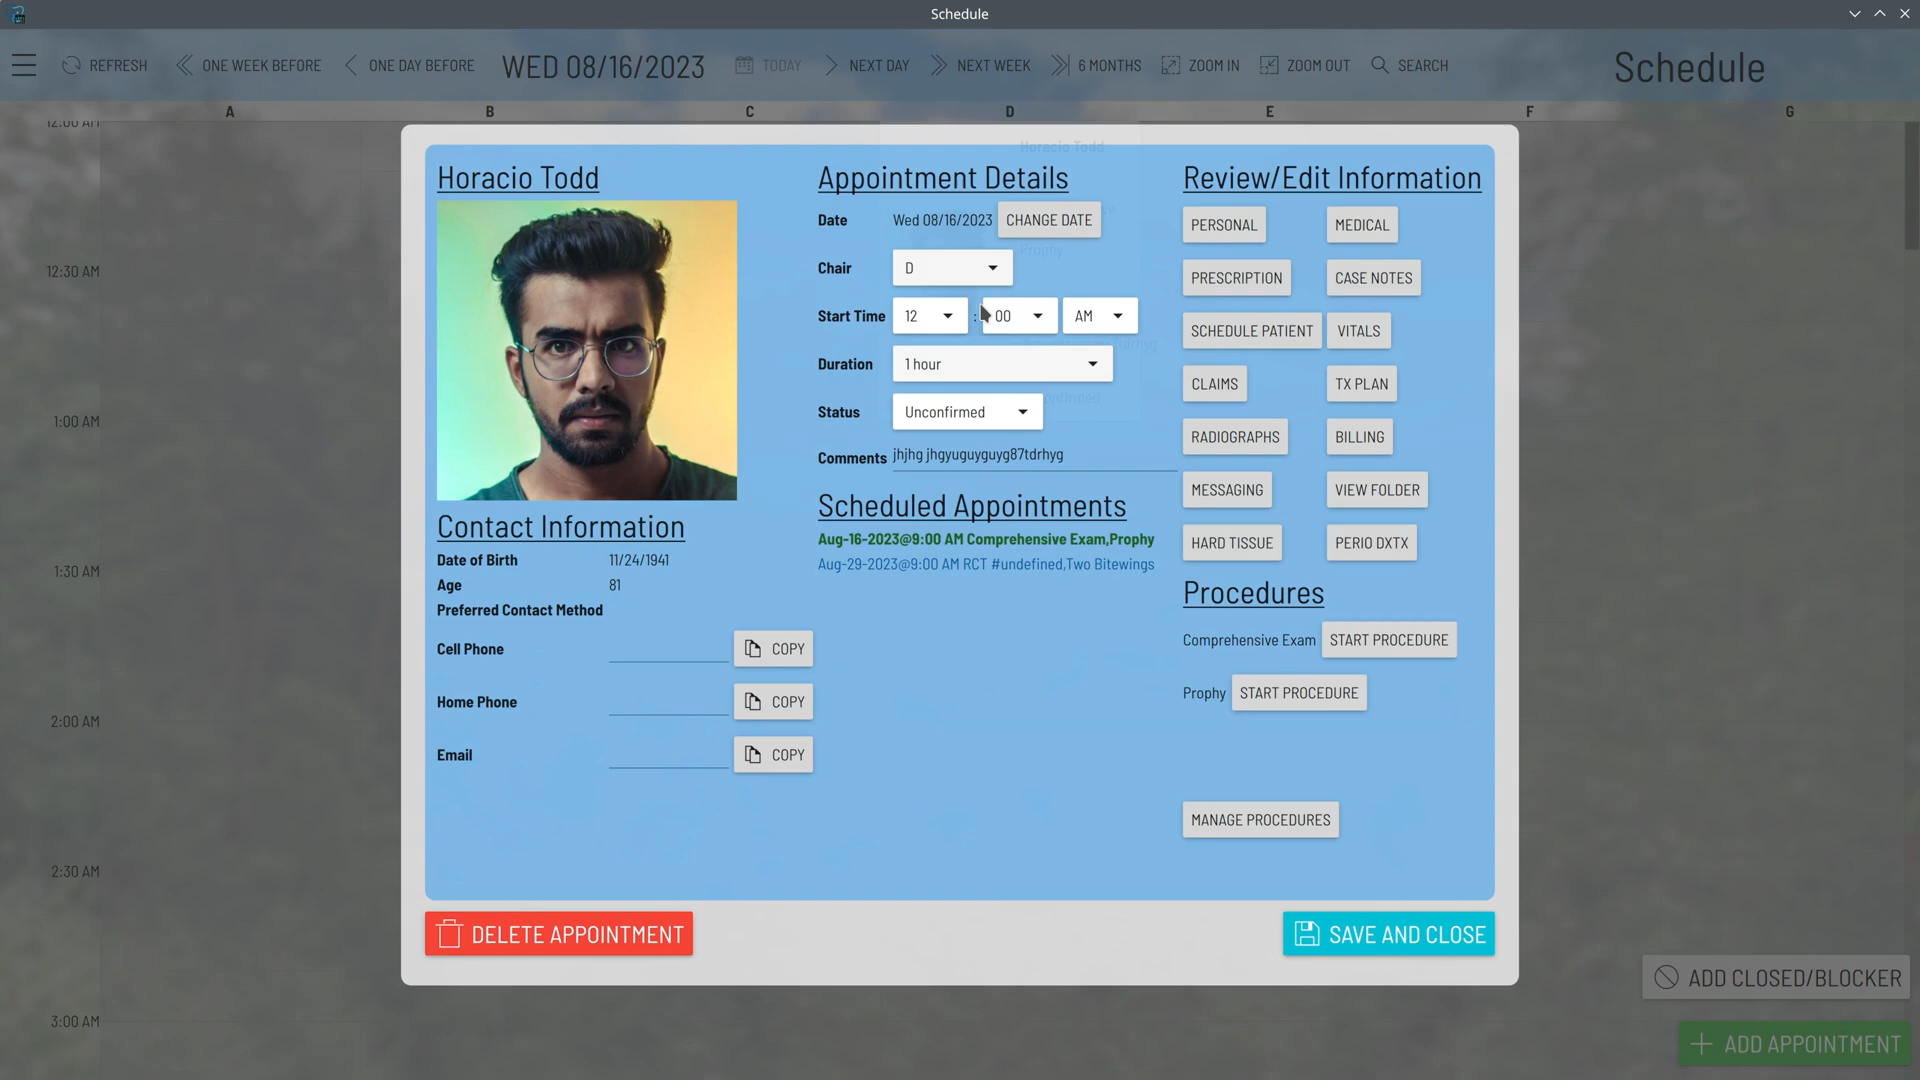 Schedule
REFRESH
ONE WEEK BEFORE
ONE DAY BEFORE
WED 08/16/2023
TODAY
NEXT DAY
NEXT WEEK
6 MONTHS
ZOOM IN
ZOOM OUT
SEARCH
Schedule
A B C D E F G
12:00 AM
12:30 AM
1:00 AM
1:30 AM
2:00 AM
2:30 AM
3:00 AM
Horacio Todd
Contact Information
Date of Birth 11/24/1941
Age 81
Preferred Contact Method
Cell Phone COPY
Home Phone COPY
Email COPY
Horacio Todd
Appointment Details
Date Wed 08/16/2023 CHANGE DATE
Prophy
Chair D
Start Time 12 : 00 AM
Duration 1 hour
Status Unconfirmed
Comments jhjhg jhgyuguyguyg87tdrhyg
Scheduled Appointments
Aug-16-2023@9:00 AM Comprehensive Exam,Prophy
Aug-29-2023@9:00 AM RCT #undefined,Two Bitewings
Review/Edit Information
PERSONAL MEDICAL
PRESCRIPTION CASE NOTES
SCHEDULE PATIENT VITALS
CLAIMS TX PLAN
RADIOGRAPHS BILLING
MESSAGING VIEW FOLDER
HARD TISSUE PERIO DXTX
Procedures
Comprehensive Exam START PROCEDURE
Prophy START PROCEDURE
MANAGE PROCEDURES
DELETE APPOINTMENT
SAVE AND CLOSE
ADD CLOSED/BLOCKER
ADD APPOINTMENT